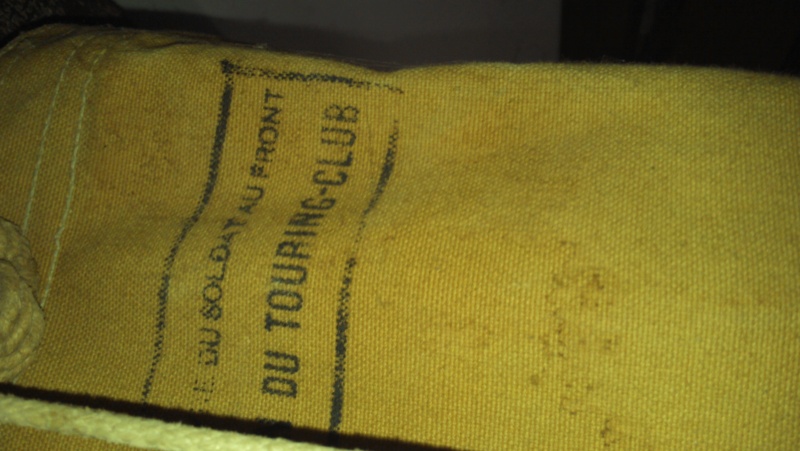 DU SOLDAT AU FRONT
DU TOURING-CLUB